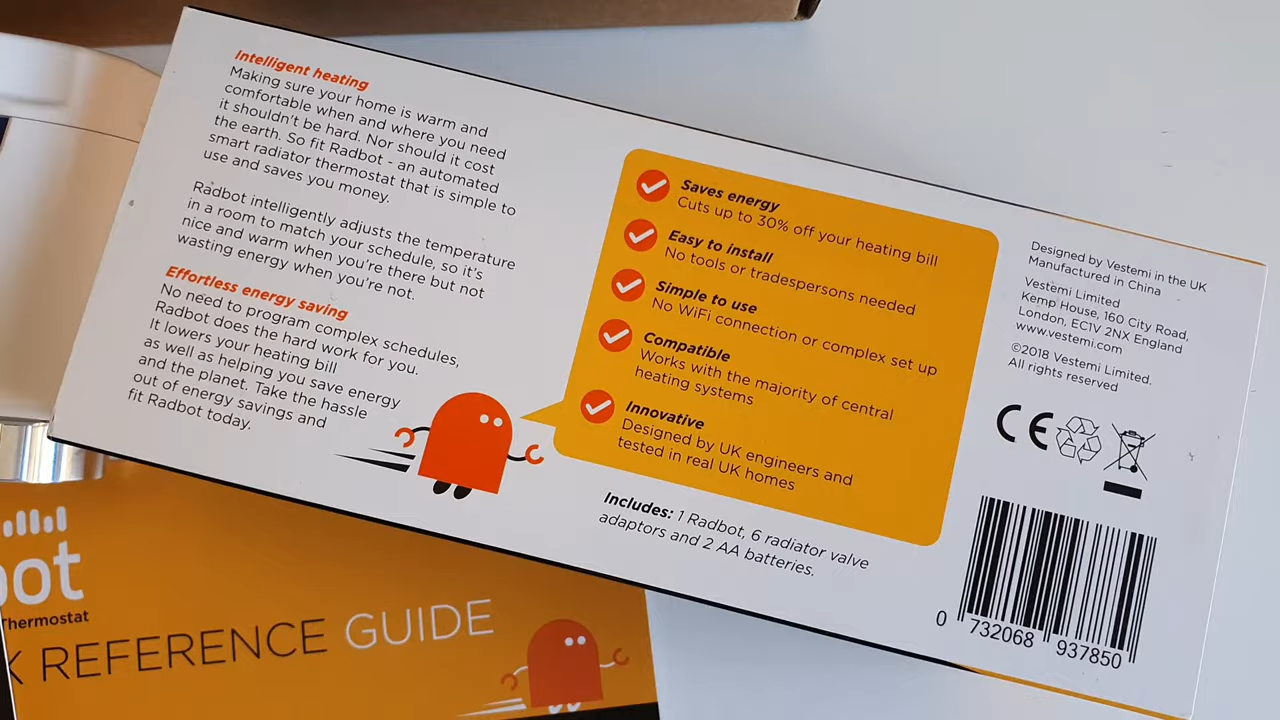 Intelligent heating
Making sure your home is warm and
comfortable when and where you need
it shouldn't be hard. Nor should it cost
the earth. So fit Radbot - an automated
smart radiator thermostat that is simple to
use and saves you money.
Radbot intelligently adjusts the temperature
in a room to match your schedule, so it's
nice and warm when you're there but not
wasting energy when you're not.
Effortless energy saving
No need to program complex schedules,
Radbot does the hard work for you.
It lowers your heating bill
as well as helping you save energy
and the planet. Take the hassle
out of energy savings and
fit Radbot today.
Saves energy
Cuts up to 30% off your heating bill
Easy to install
No tools or tradespersons needed
Simple to use
No WiFi connection or complex set up
Compatible
Works with the majority of central
heating systems
Innovative
Designed by UK engineers and
tested in real UK homes
Includes: 1 Radbot, 6 radiator valve
adaptors and 2 AA batteries.
Designed by Vestemi in the UK
Manufactured in China
Vestemi Limited
Kemp House, 160 City Road,
London, EC1V 2NX England
www.vestemi.com
©2018 Vestemi Limited.
All rights reserved
CE
0 732068 937850
bot
Thermostat
K REFERENCE GUIDE